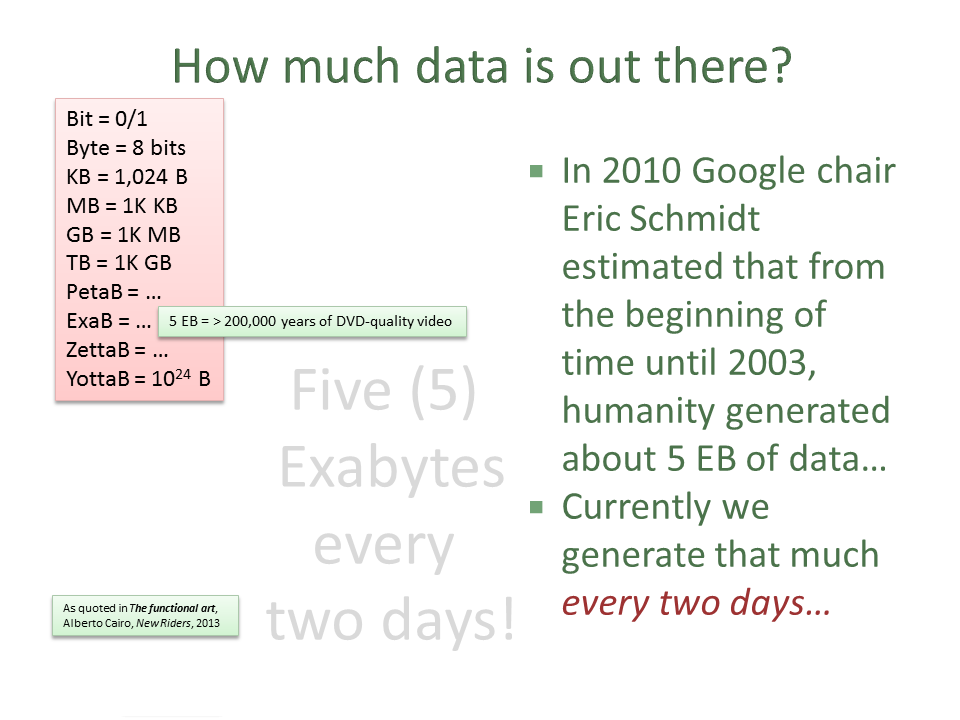 How much data is out there?
Bit = 0/1
Byte = 8 bits
KB = 1,024 B
MB = 1K KB
GB = 1K MB
TB = 1K GB
PetaB = ...
ExaB = ...
ZettaB = ...
YottaB = 10²⁴ B
5 EB = > 200,000 years of DVD-quality video
Five (5)
Exabytes
every
two days!
As quoted in The functional art,
Alberto Cairo, New Riders, 2013
▪ In 2010 Google chair
Eric Schmidt
estimated that from
the beginning of
time until 2003,
humanity generated
about 5 EB of data…
▪ Currently we
generate that much
every two days…